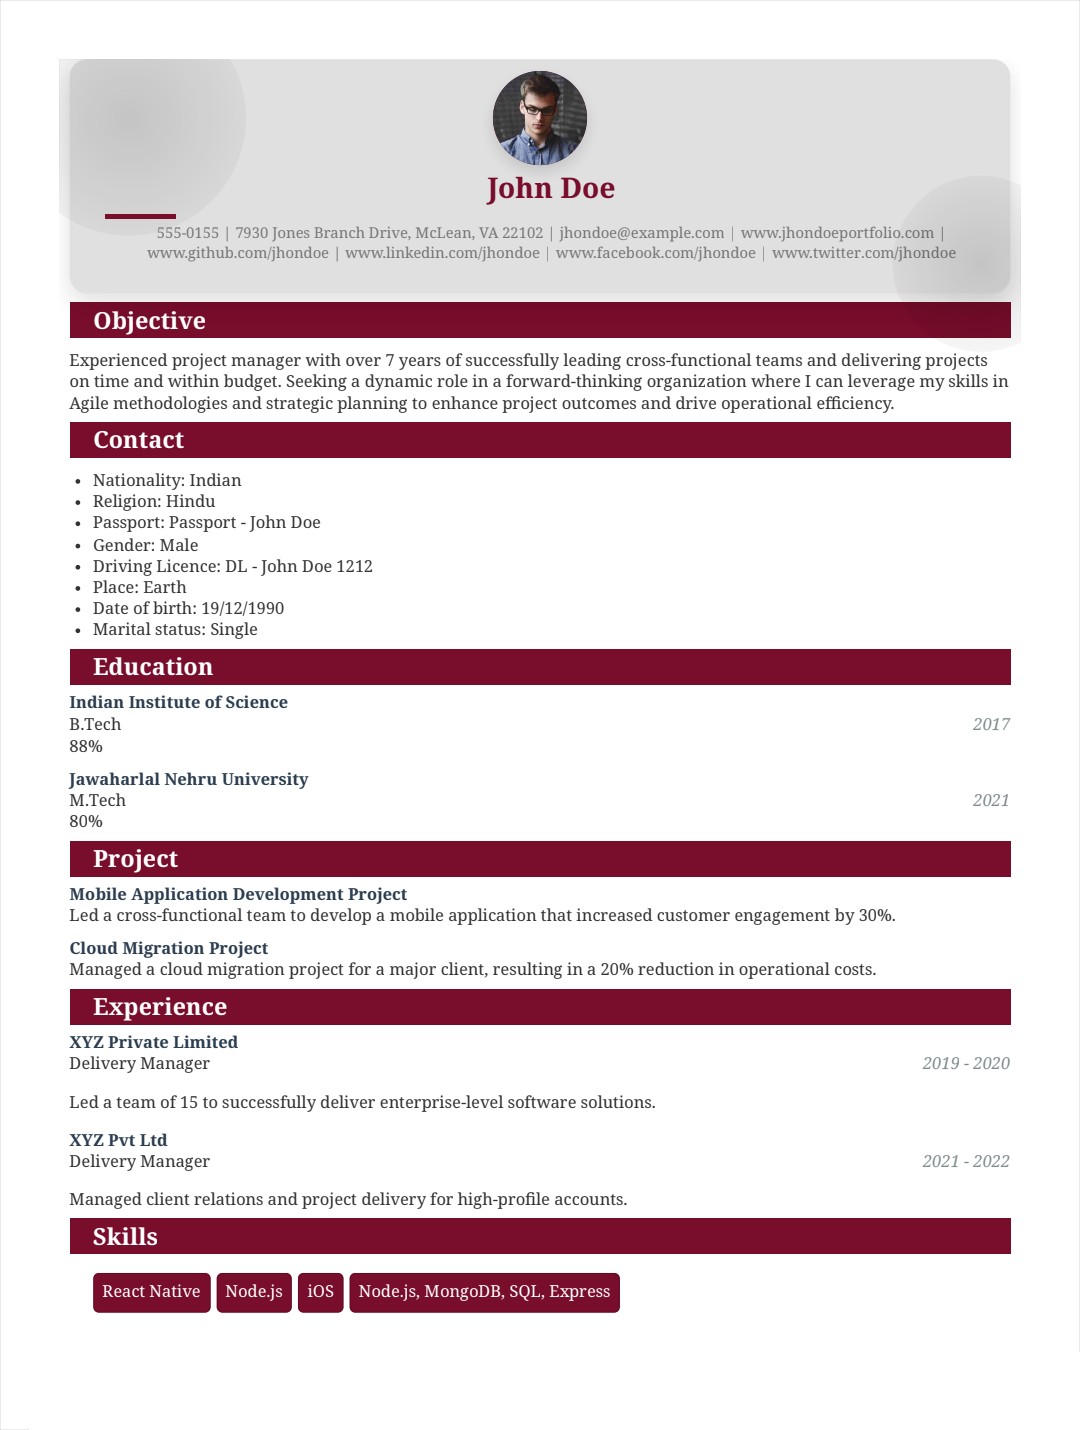 John Doe
555-0155 | 7930 Jones Branch Drive, McLean, VA 22102 | jhondoe@example.com | www.jhondoeportfolio.com |
www.github.com/jhondoe | www.linkedin.com/jhondoe | www.facebook.com/jhondoe | www.twitter.com/jhondoe
Objective
Experienced project manager with over 7 years of successfully leading cross-functional teams and delivering projects
on time and within budget. Seeking a dynamic role in a forward-thinking organization where I can leverage my skills in
Agile methodologies and strategic planning to enhance project outcomes and drive operational efficiency.
Contact
• Nationality: Indian
• Religion: Hindu
• Passport: Passport - John Doe
• Gender: Male
• Driving Licence: DL - John Doe 1212
• Place: Earth
• Date of birth: 19/12/1990
• Marital status: Single
Education
Indian Institute of Science
B.Tech 2017
88%
Jawaharlal Nehru University
M.Tech 2021
80%
Project
Mobile Application Development Project
Led a cross-functional team to develop a mobile application that increased customer engagement by 30%.
Cloud Migration Project
Managed a cloud migration project for a major client, resulting in a 20% reduction in operational costs.
Experience
XYZ Private Limited
Delivery Manager 2019 - 2020
Led a team of 15 to successfully deliver enterprise-level software solutions.
XYZ Pvt Ltd
Delivery Manager 2021 - 2022
Managed client relations and project delivery for high-profile accounts.
Skills
React Native Node.js iOS Node.js, MongoDB, SQL, Express